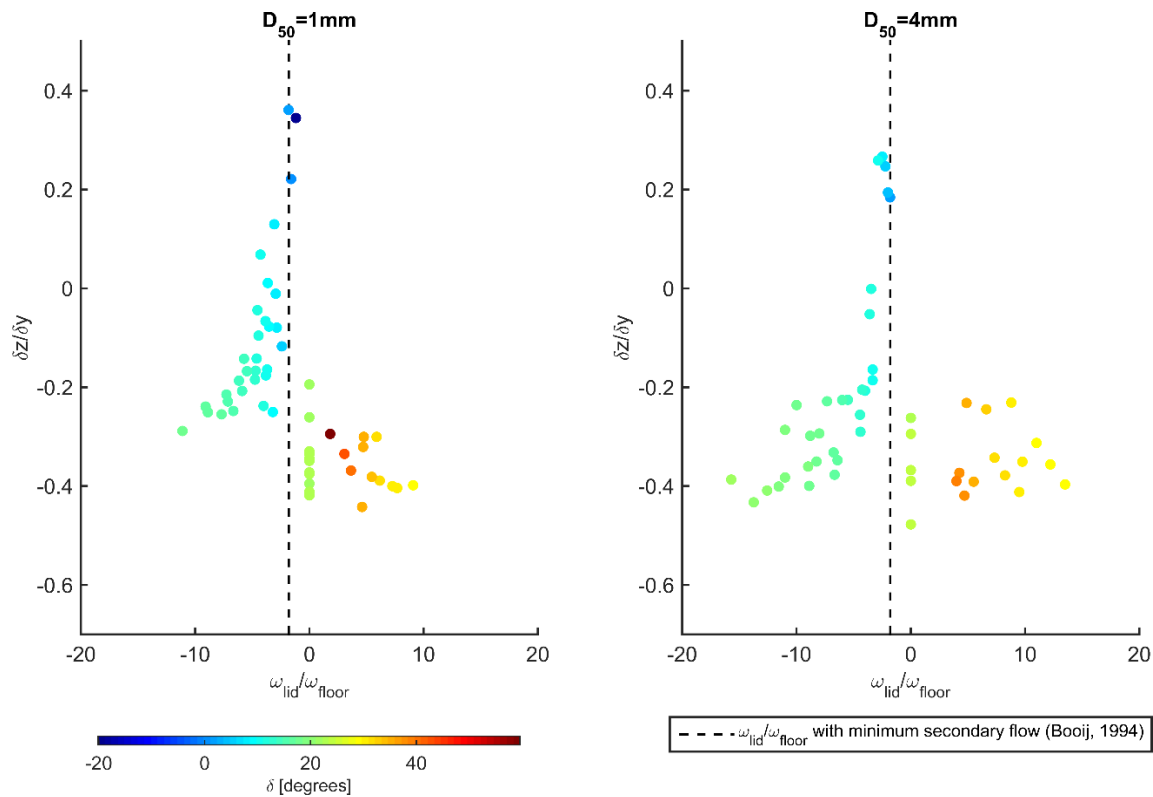 D50=1mm
0.4
0.2
0
-0.2
-0.4
-0.6
δz/δy
-20 -10 0 10 20
ωlid/ωfloor
D50=4mm
0.4
0.2
0
-0.2
-0.4
-0.6
δz/δy
-20 -10 0 10 20
ωlid/ωfloor
-20 0 20 40
δ [degrees]
ωlid/ωfloor with minimum secondary flow (Booij, 1994)